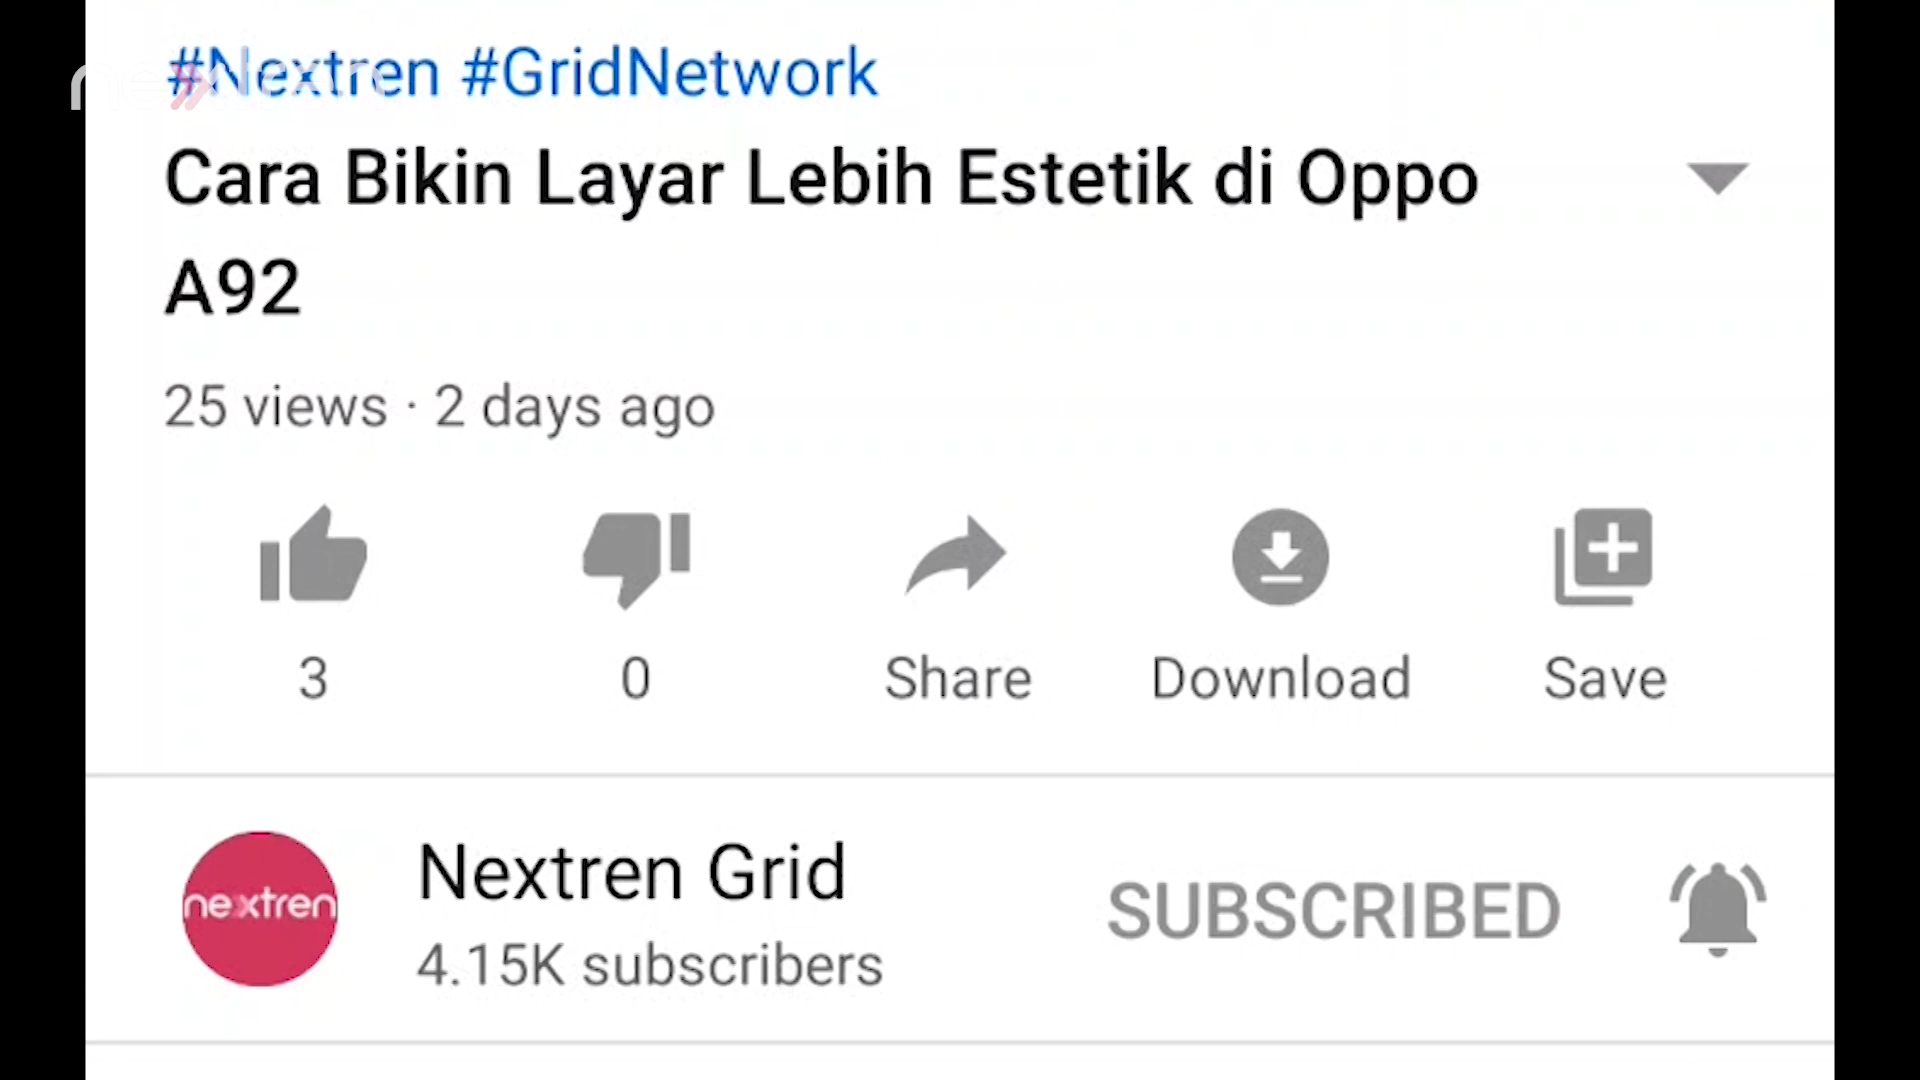 #Nextren #GridNetwork
nextren
Cara Bikin Layar Lebih Estetik di Oppo
A92
25 views · 2 days ago
3 0 Share Download Save
nextren
Nextren Grid
SUBSCRIBED
4.15K subscribers